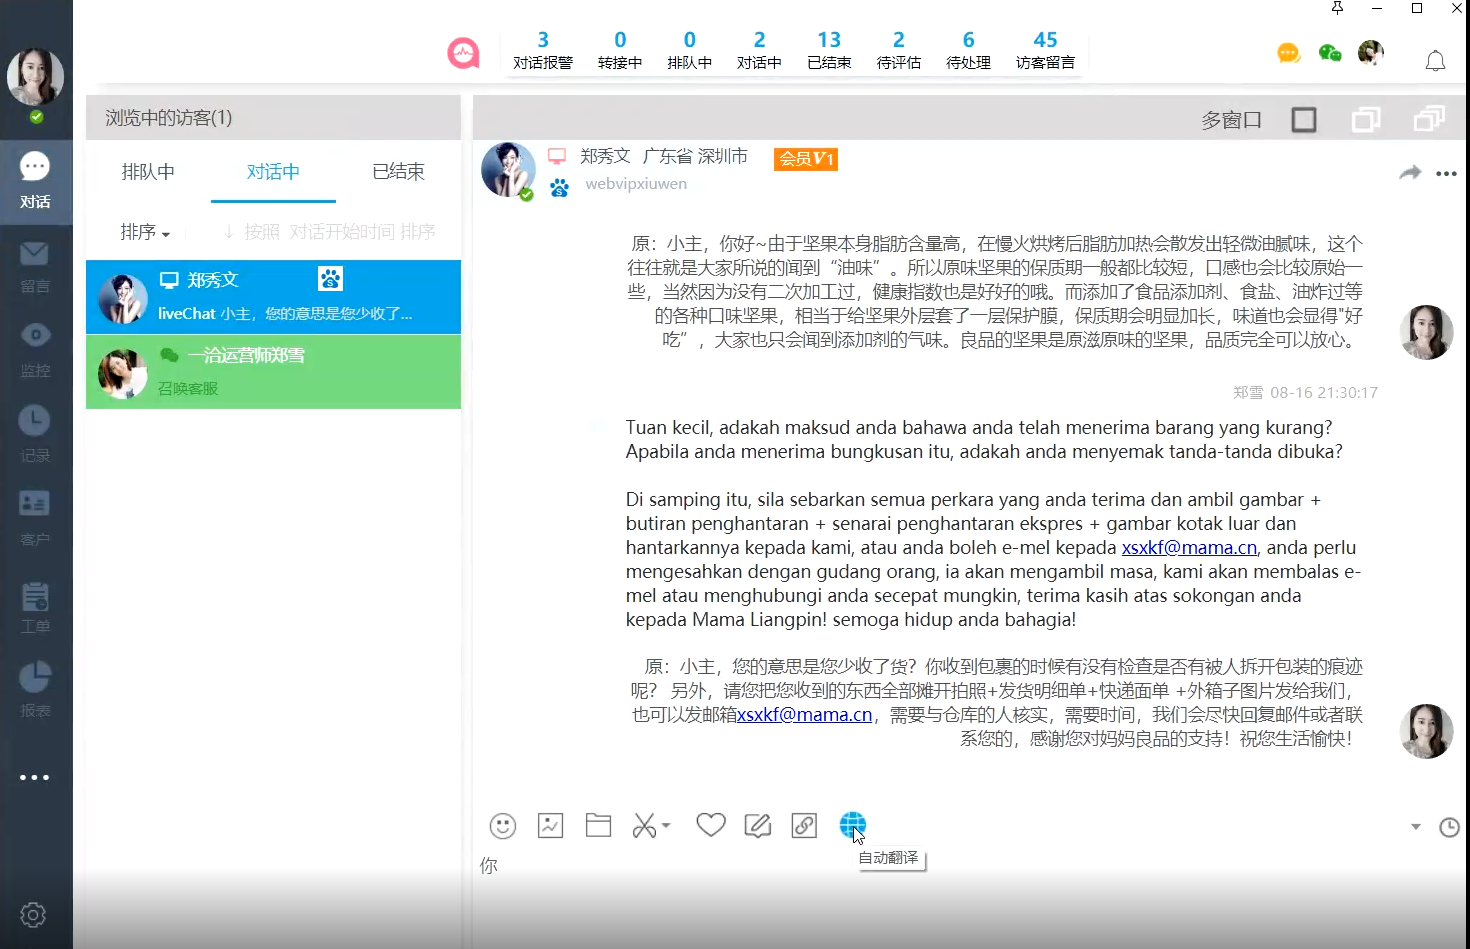 3 0 0 2 13 2 6 45
对话报警 转接中 排队中 对话中 已结束 待评估 待处理 访客留言
对话
留言
监控
记录
客户
工单
报表
浏览中的访客(1)
排队中 对话中 已结束
排序 ↓ 按照 对话开始时间 排序
郑秀文
liveChat 小主，您的意思是您少收了...
一洽运营师郑雪
召唤客服
多窗口
郑秀文 广东省 深圳市 会员V1
webvipxiuwen
原：小主，你好~由于坚果本身脂肪含量高，在慢火烘烤后脂肪加热会散发出轻微油腻味，这个
往往就是大家所说的闻到“油味”。所以原味坚果的保质期一般都比较短，口感也会比较原始一
些，当然因为没有二次加工过，健康指数也是好好的哦。而添加了食品添加剂、食盐、油炸过等
的各种口味坚果，相当于给坚果外层套了一层保护膜，保质期会明显加长，味道也会显得"好
吃”，大家也只会闻到添加剂的气味。良品的坚果是原滋原味的坚果，品质完全可以放心。
郑雪 08-16 21:30:17
Tuan kecil, adakah maksud anda bahawa anda telah menerima barang yang kurang?
Apabila anda menerima bungkusan itu, adakah anda menyemak tanda-tanda dibuka?
Di samping itu, sila sebarkan semua perkara yang anda terima dan ambil gambar +
butiran penghantaran + senarai penghantaran ekspres + gambar kotak luar dan
hantarkannya kepada kami, atau anda boleh e-mel kepada xsxkf@mama.cn, anda perlu
mengesahkan dengan gudang orang, ia akan mengambil masa, kami akan membalas e-
mel atau menghubungi anda secepat mungkin, terima kasih atas sokongan anda
kepada Mama Liangpin! semoga hidup anda bahagia!
原：小主，您的意思是您少收了货？你收到包裹的时候有没有检查是否有被人拆开包装的痕迹
呢？ 另外，请您把您收到的东西全部摊开拍照+发货明细单+快递面单 +外箱子图片发给我们，
也可以发邮箱xsxkf@mama.cn，需要与仓库的人核实，需要时间，我们会尽快回复邮件或者联
系您的，感谢您对妈妈良品的支持！祝您生活愉快！
自动翻译
你